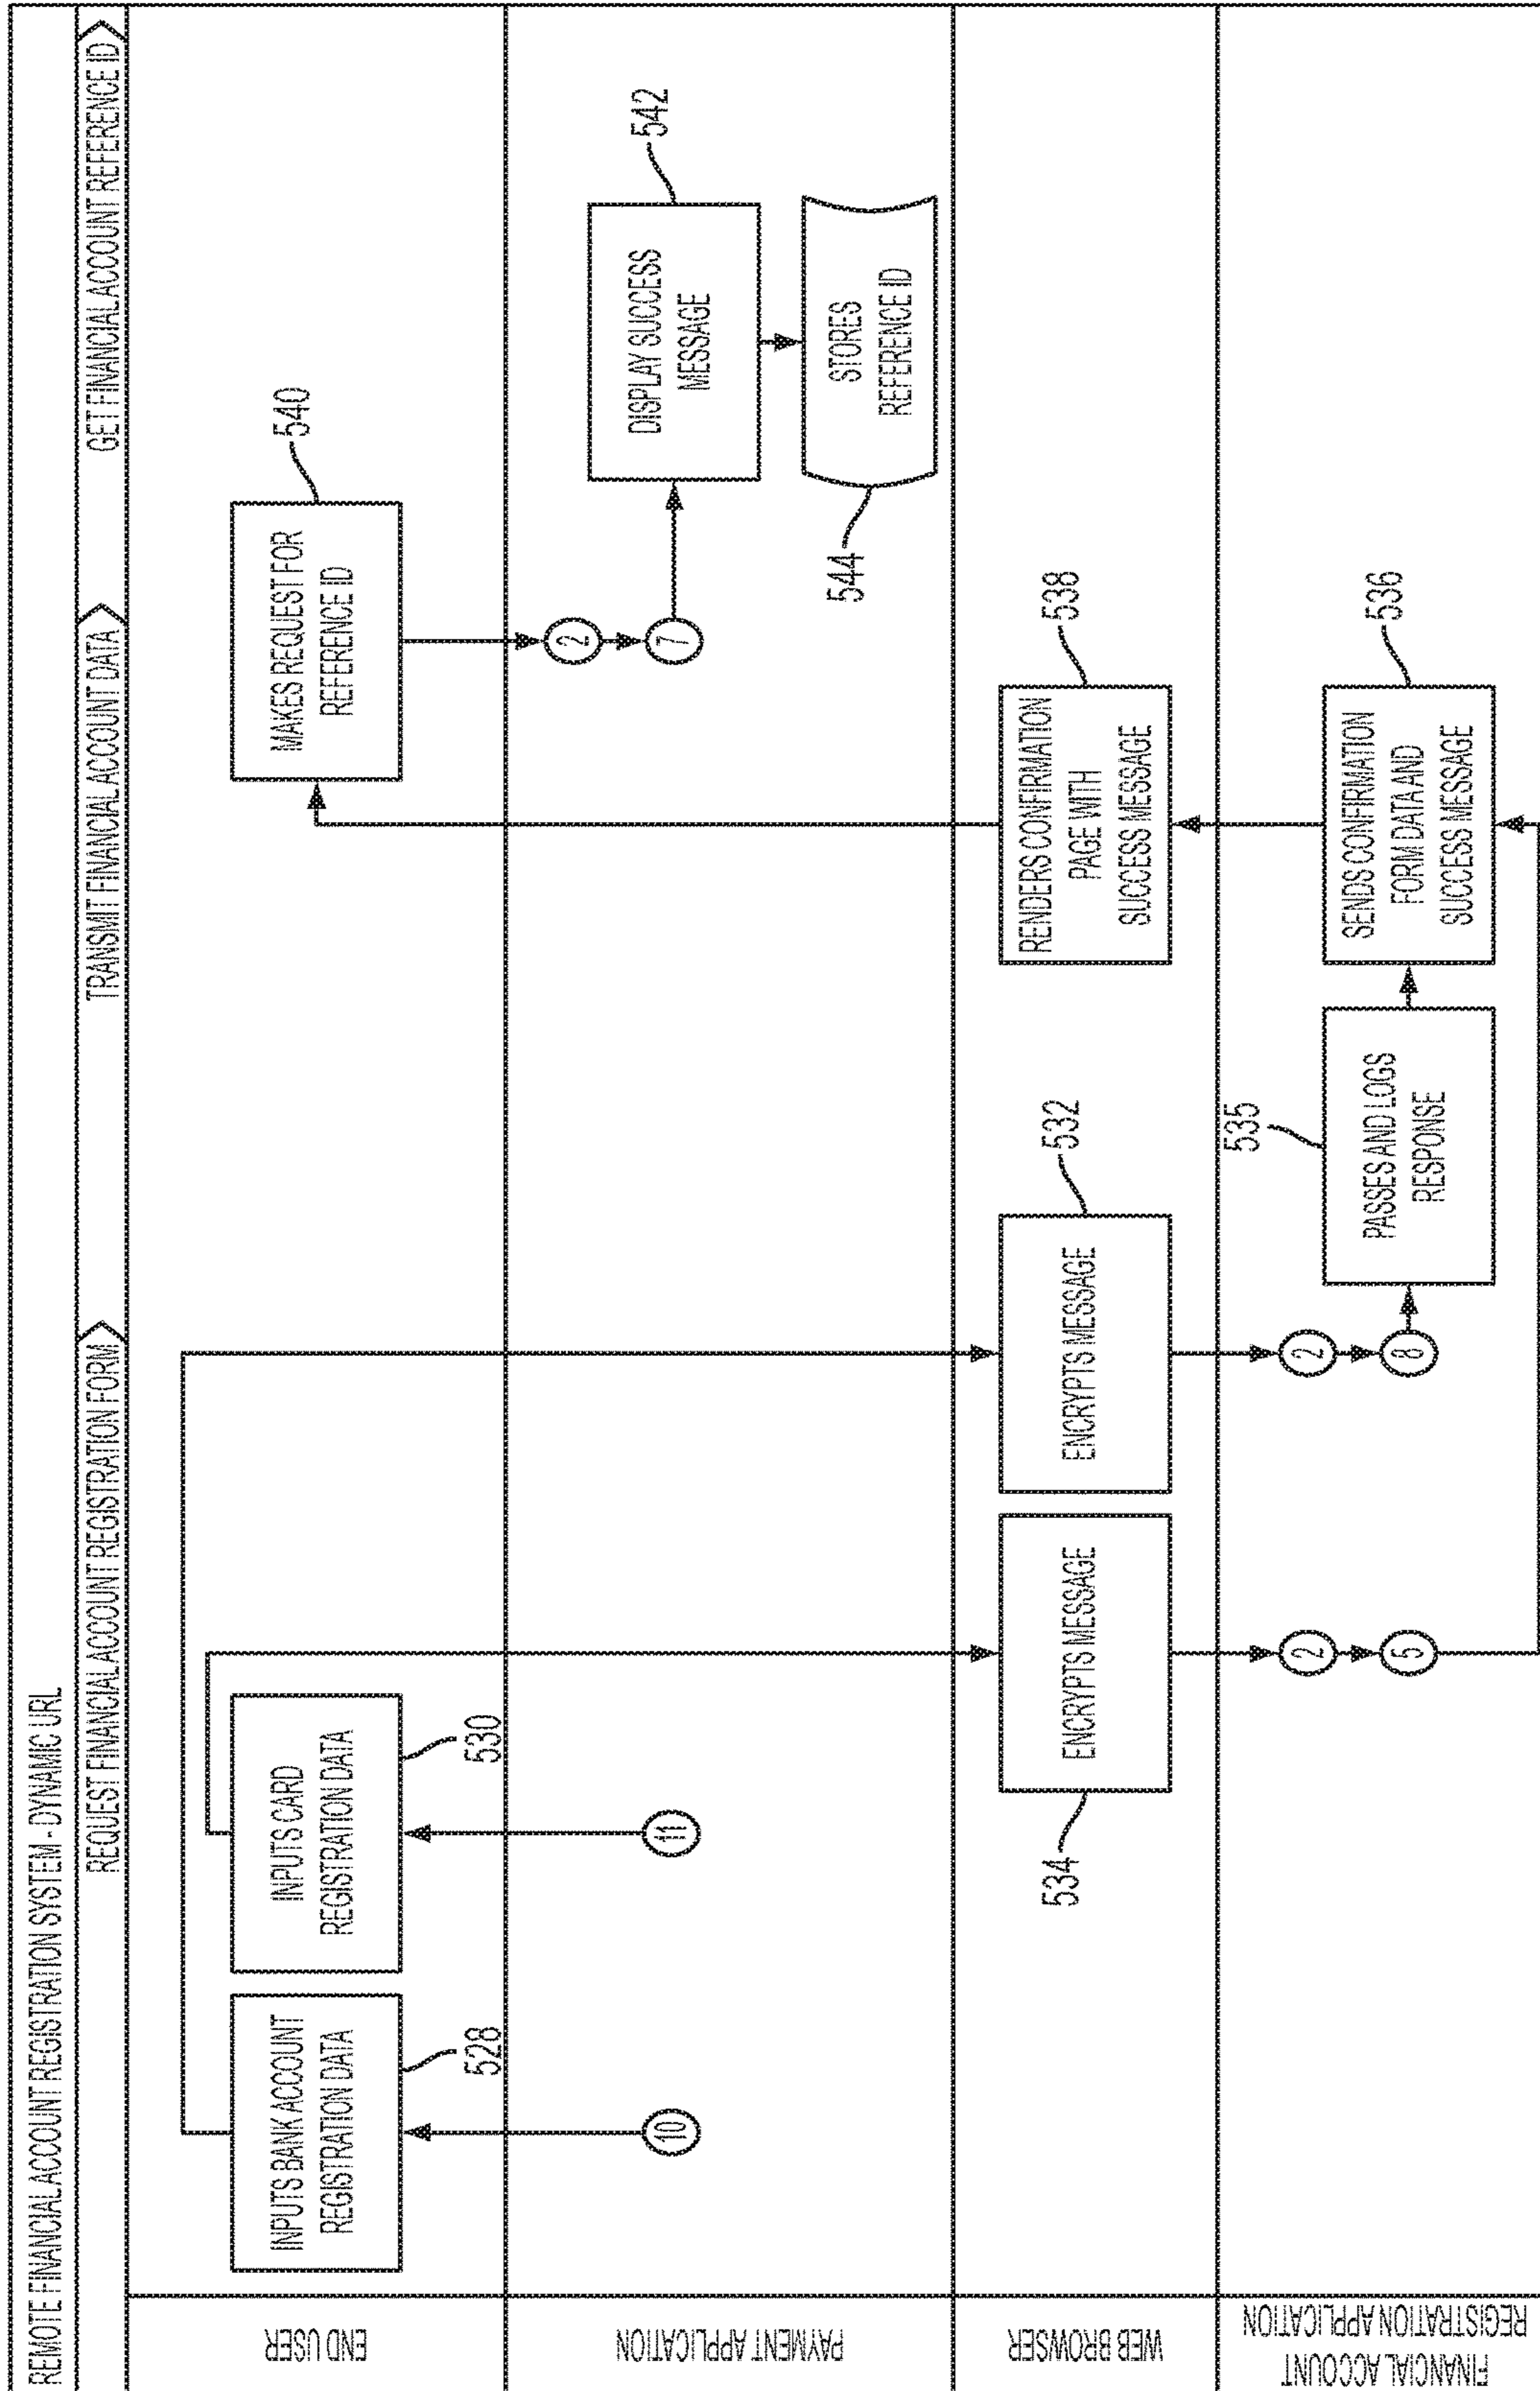 REMOTE FINANCIAL ACCOUNT REGISTRATION SYSTEM - DYNAMIC URL
REQUEST FINANCIAL ACCOUNT REGISTRATION FORM
TRANSMIT FINANCIAL ACCOUNT DATA
GET FINANCIAL ACCOUNT REFERENCE ID
END USER
INPUTS BANK ACCOUNT
REGISTRATION DATA
528
INPUTS CARD
REGISTRATION DATA
530
MAKES REQUEST FOR
REFERENCE ID
540
PAYMENT APPLICATION
10
11
2
7
DISPLAY SUCCESS
MESSAGE
542
STORES
REFERENCE ID
544
WEB BROWSER
ENCRYPTS MESSAGE
534
ENCRYPTS MESSAGE
532
RENDERS CONFIRMATION
PAGE WITH
SUCCESS MESSAGE
538
FINANCIAL ACCOUNT
REGISTRATION APPLICATION
2
5
2
8
PASSES AND LOGS
RESPONSE
535
SENDS CONFIRMATION
FORM DATA AND
SUCCESS MESSAGE
536